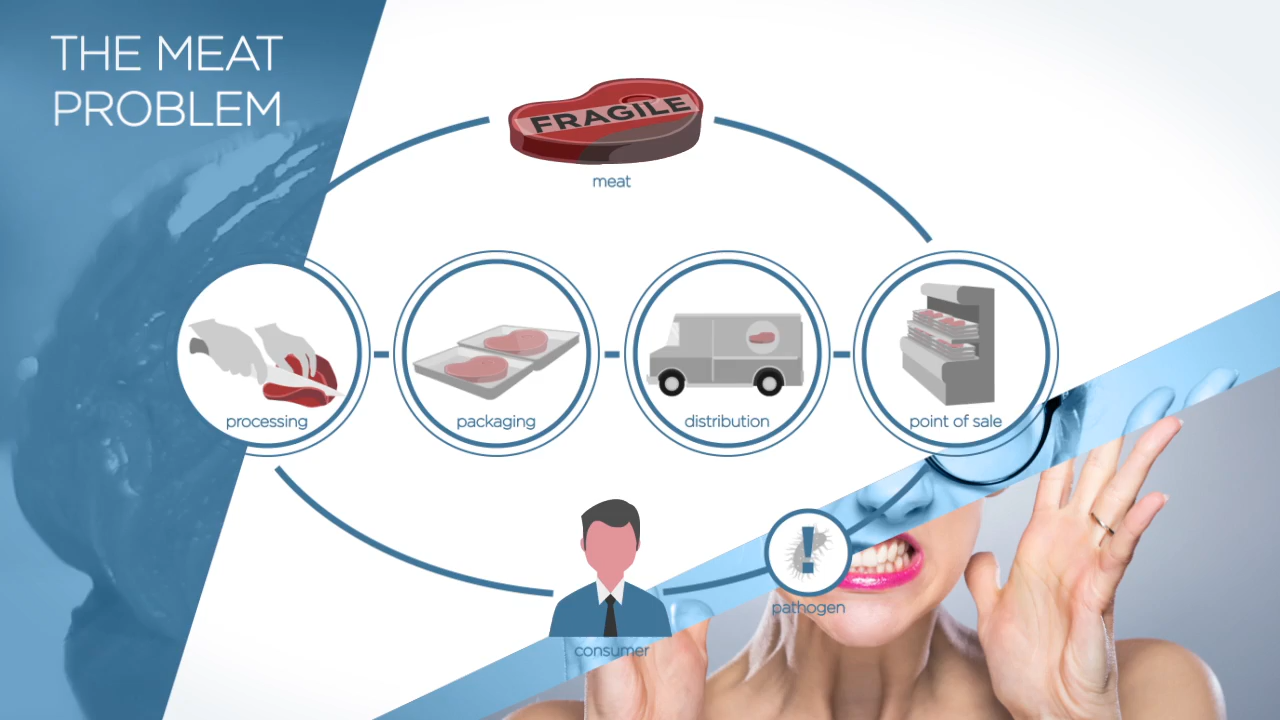 THE MEAT
PROBLEM
FRAGILE
meat
processing
packaging
distribution
point of sale
!
pathogen
consumer